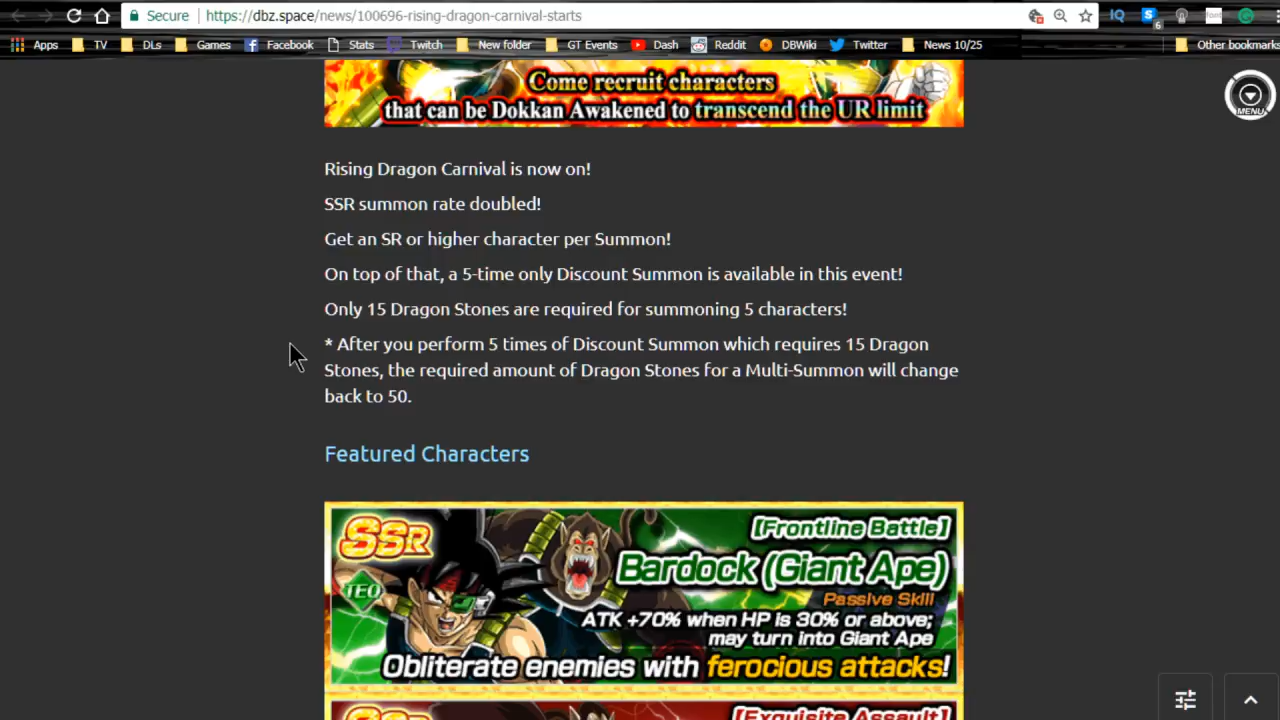 Secure https://dbz.space/news/100696-rising-dragon-carnival-starts
IQ
6
Apps TV DLs Games Facebook Stats Twitch New folder GT Events Dash Reddit DBWiki Twitter News 10/25 Other bookmark
Come recruit characters
that can be Dokkan Awakened to transcend the UR limit
MENU
Rising Dragon Carnival is now on!
SSR summon rate doubled!
Get an SR or higher character per Summon!
On top of that, a 5-time only Discount Summon is available in this event!
Only 15 Dragon Stones are required for summoning 5 characters!
* After you perform 5 times of Discount Summon which requires 15 Dragon
Stones, the required amount of Dragon Stones for a Multi-Summon will change
back to 50.
Featured Characters
SSR
[Frontline Battle]
Bardock (Giant Ape)
TEQ
Passive Skill
ATK +70% when HP is 30% or above;
may turn into Giant Ape
Obliterate enemies with ferocious attacks!
SSR
[Exquisite Assault]